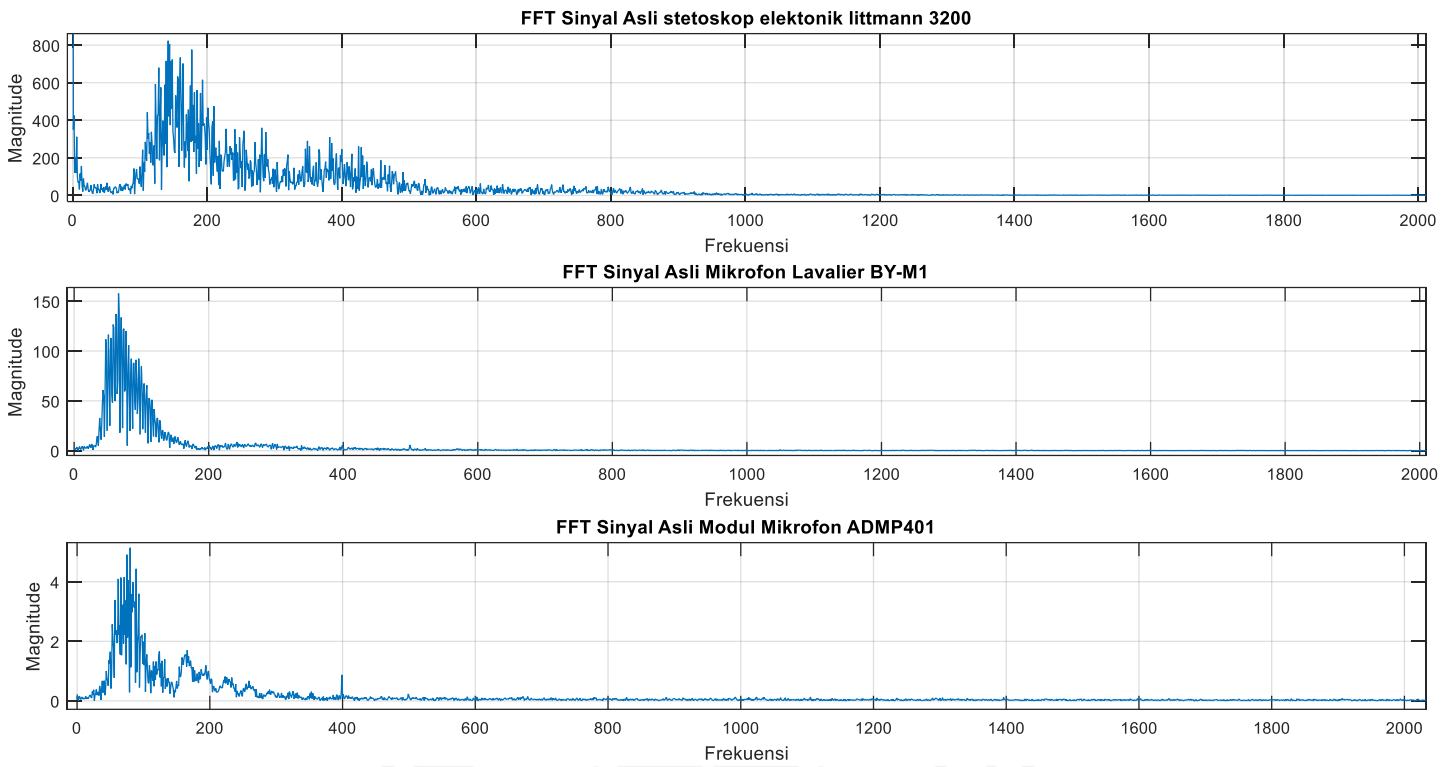 FFT Sinyal Asli stetoskop elektonik littmann 3200
800
600
400
200
0
Magnitude
0 200 400 600 800 1000 1200 1400 1600 1800 2000
Frekuensi
FFT Sinyal Asli Mikrofon Lavalier BY-M1
150
100
50
0
Magnitude
0 200 400 600 800 1000 1200 1400 1600 1800 2000
Frekuensi
FFT Sinyal Asli Modul Mikrofon ADMP401
4
2
0
Magnitude
0 200 400 600 800 1000 1200 1400 1600 1800 2000
Frekuensi